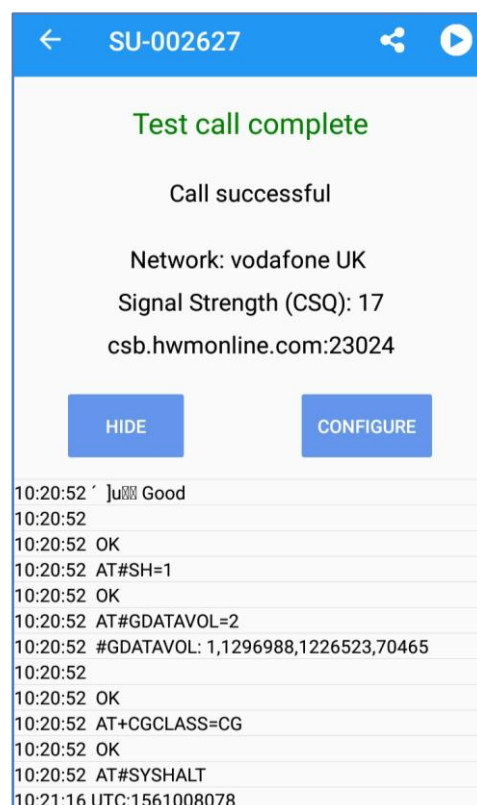 SU-002627
Test call complete
Call successful
Network: vodafone UK
Signal Strength (CSQ): 17
csb.hwmonline.com:23024
HIDE
CONFIGURE
10:20:52 ´ ]u Good
10:20:52
10:20:52 OK
10:20:52 AT#SH=1
10:20:52 OK
10:20:52 AT#GDATAVOL=2
10:20:52 #GDATAVOL: 1,1296988,1226523,70465
10:20:52
10:20:52 OK
10:20:52 AT+CGCLASS=CG
10:20:52 OK
10:20:52 AT#SYSHALT
10:21:16 UTC:1561008078